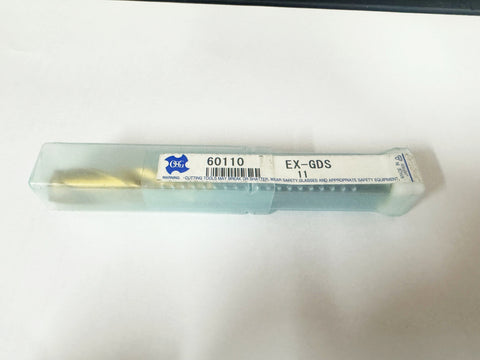 OSG
60110
EX-GDS
11
WARNING CUTTING TOOLS MAY BREAK OR SHATTER, WEAR SAFETY GLASSES AND APPROPRIATE SAFETY EQUIPMENT